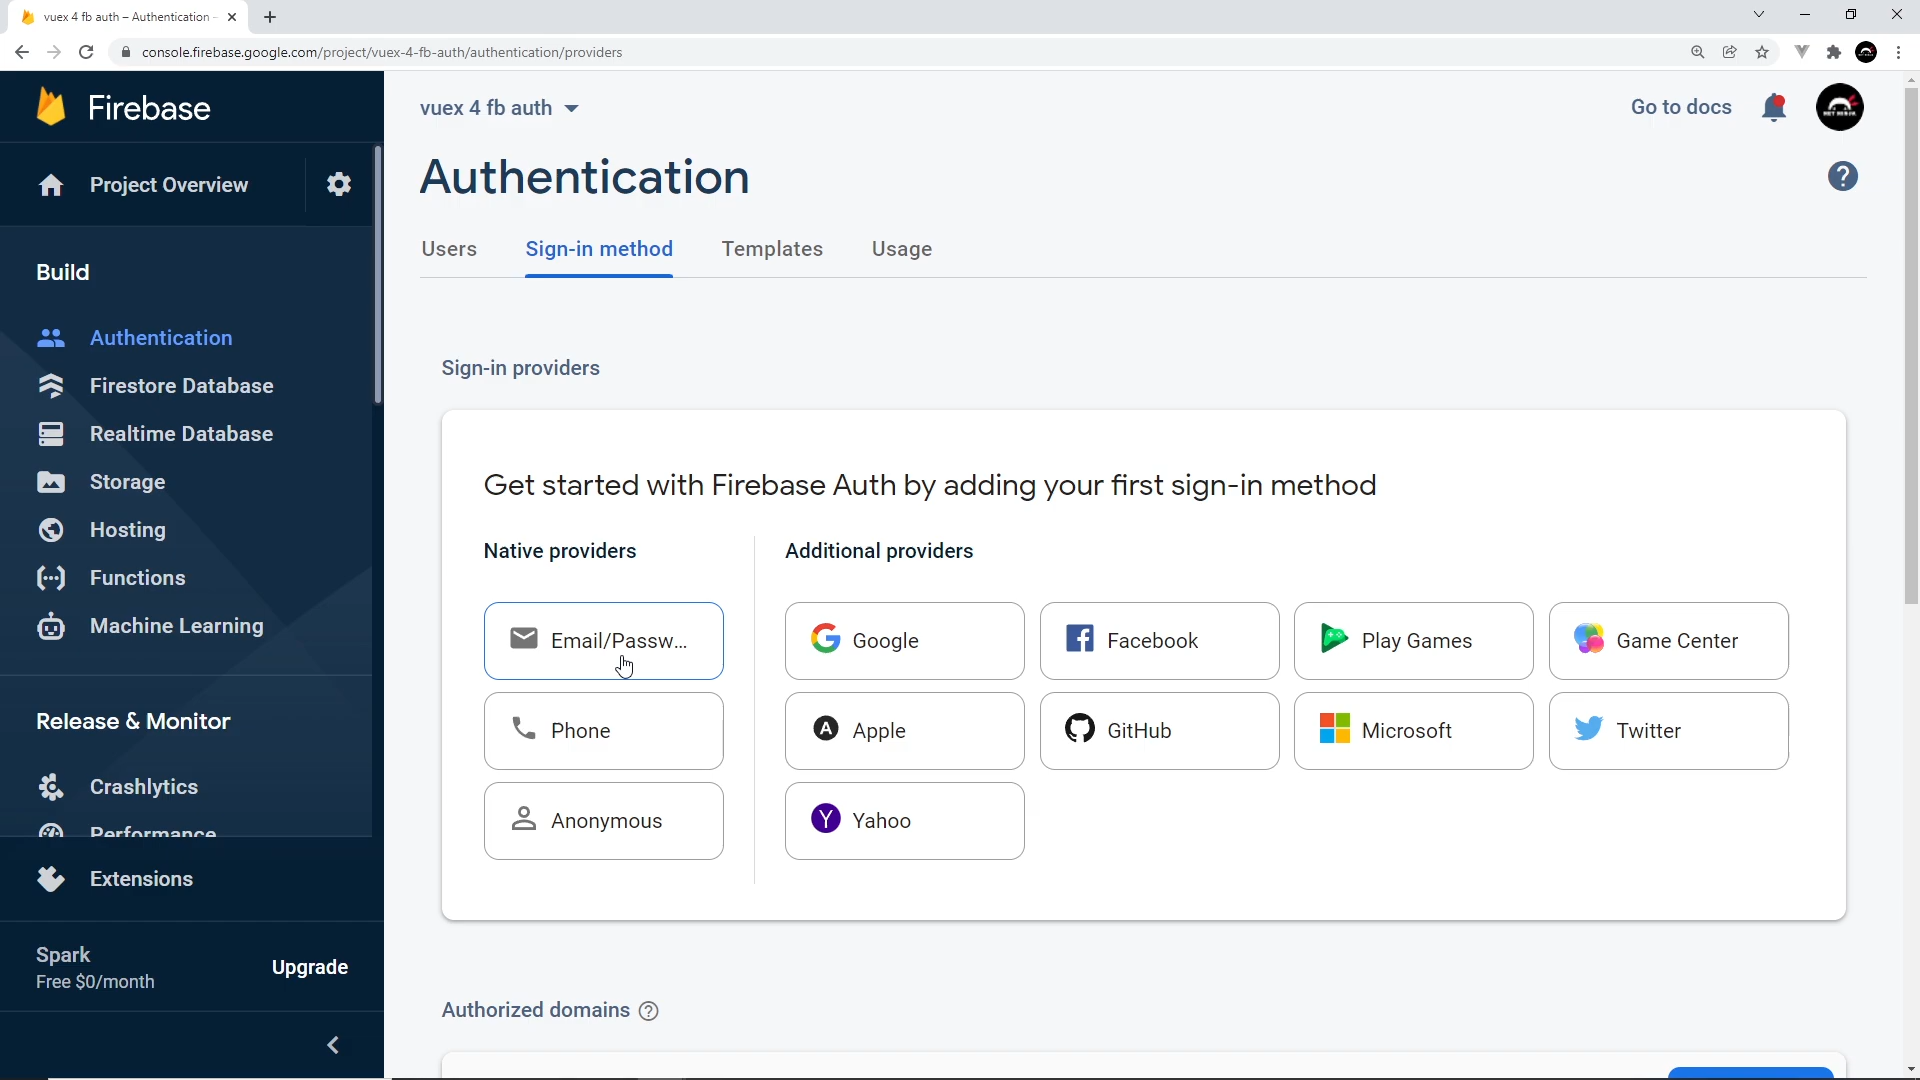 vuex 4 fb auth – Authentication -
console.firebase.google.com/project/vuex-4-fb-auth/authentication/providers
Firebase
vuex 4 fb auth
Go to docs
NET NINJA
Project Overview
Authentication
Users
Sign-in method
Templates
Usage
Build
Authentication
Firestore Database
Realtime Database
Storage
Hosting
Functions
Machine Learning
Release & Monitor
Crashlytics
Performance
Extensions
Spark
Free $0/month
Upgrade
Sign-in providers
Get started with Firebase Auth by adding your first sign-in method
Native providers
Email/Passw...
Phone
Anonymous
Additional providers
Google
Facebook
Play Games
Game Center
Apple
GitHub
Microsoft
Twitter
Yahoo
Authorized domains